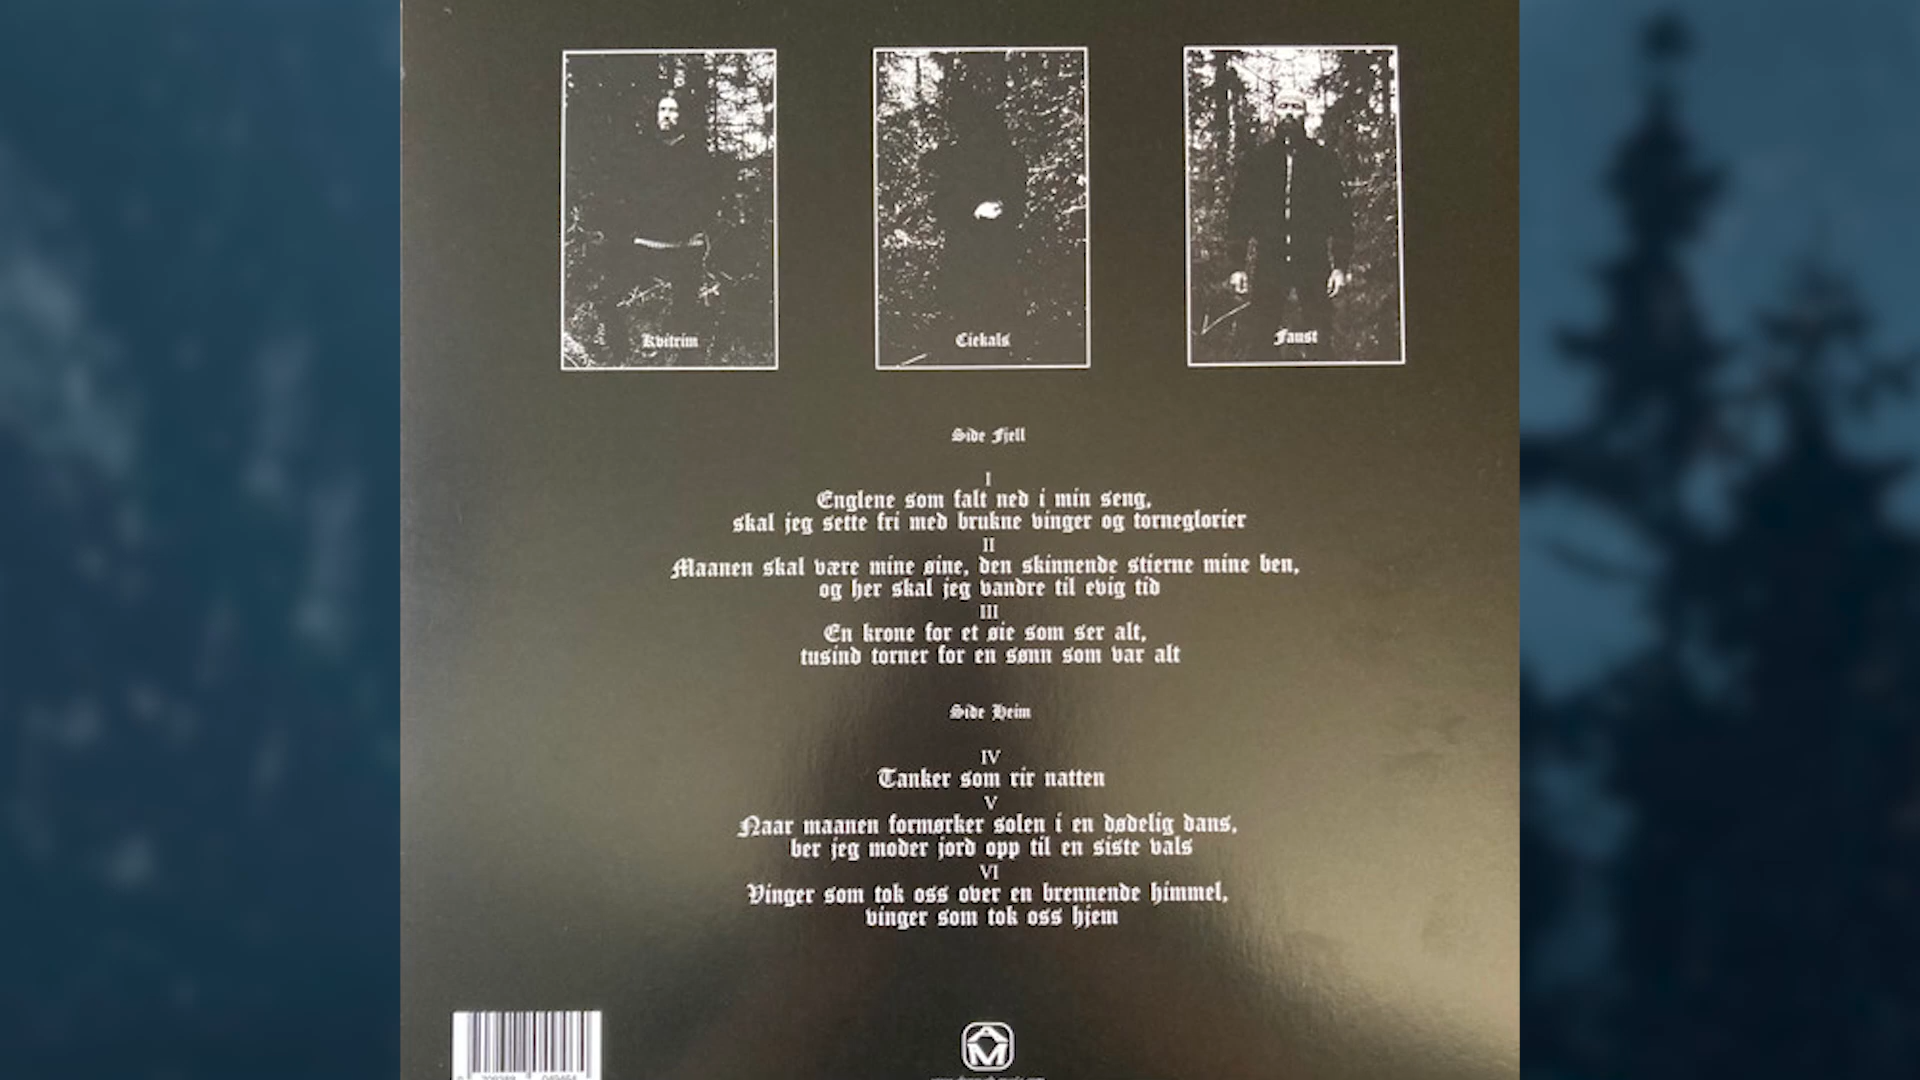 Kvitrim
Ciekals
Faust
Side Fjell
I
Englene som falt ned i min seng,
skal jeg sette fri med brukne vinger og torneglorier
II
Maanen skal være mine øine, den skinnende stierne mine ben,
og her skal jeg vandre til evig tid
III
En krone for et øie som ser alt,
tusind torner for en sønn som var alt
Side Heim
IV
Tanker som rir natten
V
Naar maanen formørker solen i en dødelig dans,
ber jeg moder jord opp til en siste vals
VI
Vinger som tok oss over en brennende himmel,
vinger som tok oss hjem